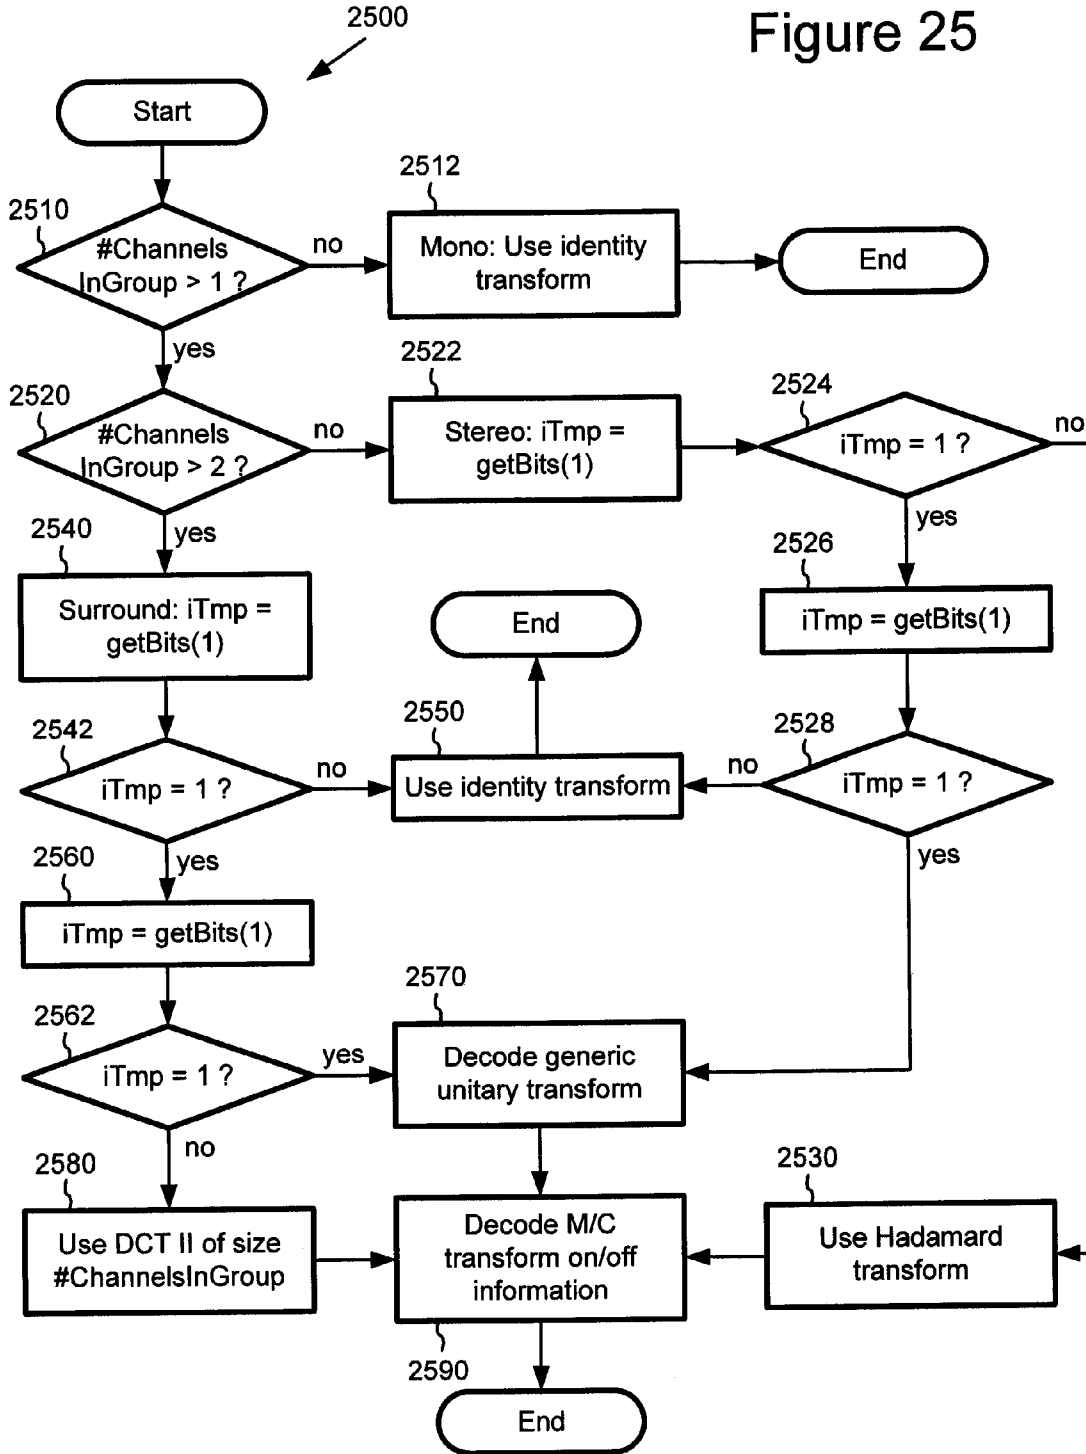 2500
Figure 25
Start
2510
#Channels
InGroup > 1 ?
no
2512
Mono: Use identity
transform
End
yes
2520
#Channels
InGroup > 2 ?
no
2522
Stereo: iTmp =
getBits(1)
2524
iTmp = 1 ?
no
yes
yes
2540
Surround: iTmp =
getBits(1)
End
2526
iTmp = getBits(1)
2542
iTmp = 1 ?
no
2550
Use identity transform
no
2528
iTmp = 1 ?
yes
yes
2560
iTmp = getBits(1)
2562
iTmp = 1 ?
yes
2570
Decode generic
unitary transform
no
2580
Use DCT II of size
#ChannelsInGroup
Decode M/C
transform on/off
information
2530
Use Hadamard
transform
2590
End